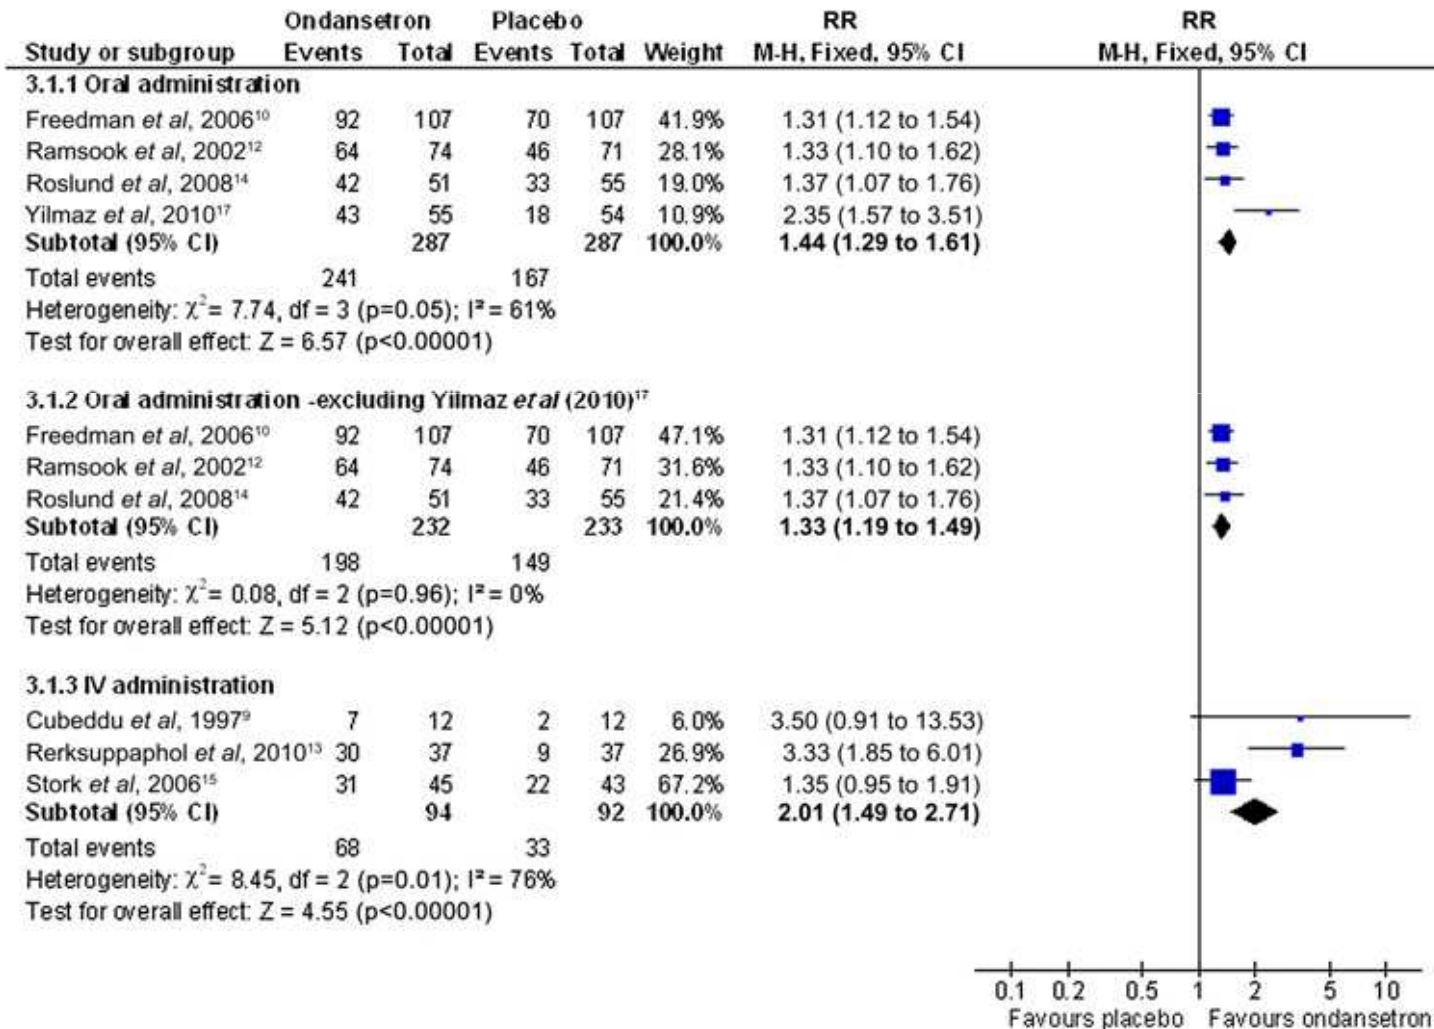 Ondansetron Placebo RR RR
Study or subgroup Events Total Events Total Weight M-H, Fixed, 95% CI M-H, Fixed, 95% CI
3.1.1 Oral administration
Freedman et al, 2006¹⁰ 92 107 70 107 41.9% 1.31 (1.12 to 1.54)
Ramsook et al, 2002¹² 64 74 46 71 28.1% 1.33 (1.10 to 1.62)
Roslund et al, 2008¹⁴ 42 51 33 55 19.0% 1.37 (1.07 to 1.76)
Yilmaz et al, 2010¹⁷ 43 55 18 54 10.9% 2.35 (1.57 to 3.51)
Subtotal (95% CI) 287 287 100.0% 1.44 (1.29 to 1.61)
Total events 241 167
Heterogeneity: χ² = 7.74, df = 3 (p=0.05); I² = 61%
Test for overall effect: Z = 6.57 (p<0.00001)
3.1.2 Oral administration -excluding Yilmaz et al (2010)¹⁷
Freedman et al, 2006¹⁰ 92 107 70 107 47.1% 1.31 (1.12 to 1.54)
Ramsook et al, 2002¹² 64 74 46 71 31.6% 1.33 (1.10 to 1.62)
Roslund et al, 2008¹⁴ 42 51 33 55 21.4% 1.37 (1.07 to 1.76)
Subtotal (95% CI) 232 233 100.0% 1.33 (1.19 to 1.49)
Total events 198 149
Heterogeneity: χ² = 0.08, df = 2 (p=0.96); I² = 0%
Test for overall effect: Z = 5.12 (p<0.00001)
3.1.3 IV administration
Cubeddu et al, 1997⁹ 7 12 2 12 6.0% 3.50 (0.91 to 13.53)
Rerksuppaphol et al, 2010¹³ 30 37 9 37 26.9% 3.33 (1.85 to 6.01)
Stork et al, 2006¹⁵ 31 45 22 43 67.2% 1.35 (0.95 to 1.91)
Subtotal (95% CI) 94 92 100.0% 2.01 (1.49 to 2.71)
Total events 68 33
Heterogeneity: χ² = 8.45, df = 2 (p=0.01); I² = 76%
Test for overall effect: Z = 4.55 (p<0.00001)
0.1 0.2 0.5 1 2 5 10
Favours placebo Favours ondansetron